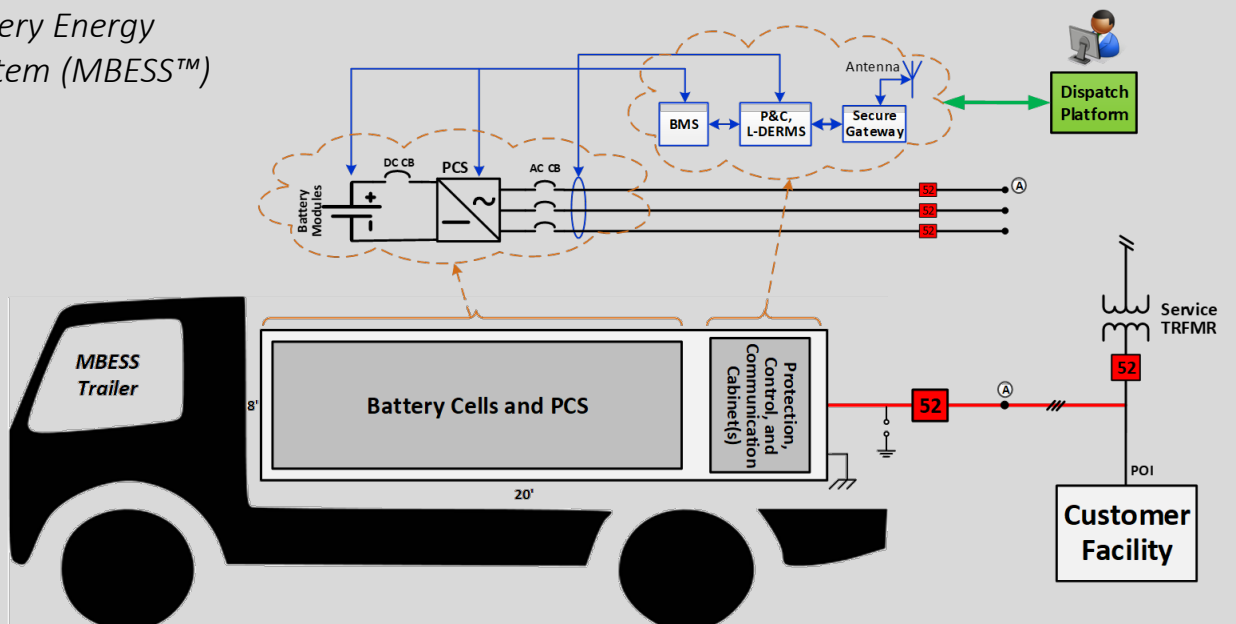 ery Energy
tem (MBESS™)
Antenna
Dispatch
Platform
BMS
P&C,
L-DERMS
Secure
Gateway
DC CB
PCS
AC CB
Battery
Modules
+
-
52
A
52
52
Service
TRFMR
52
MBESS
Trailer
8'
Battery Cells and PCS
Protection,
Control, and
Communication
Cabinet(s)
52
A
20'
POI
Customer
Facility